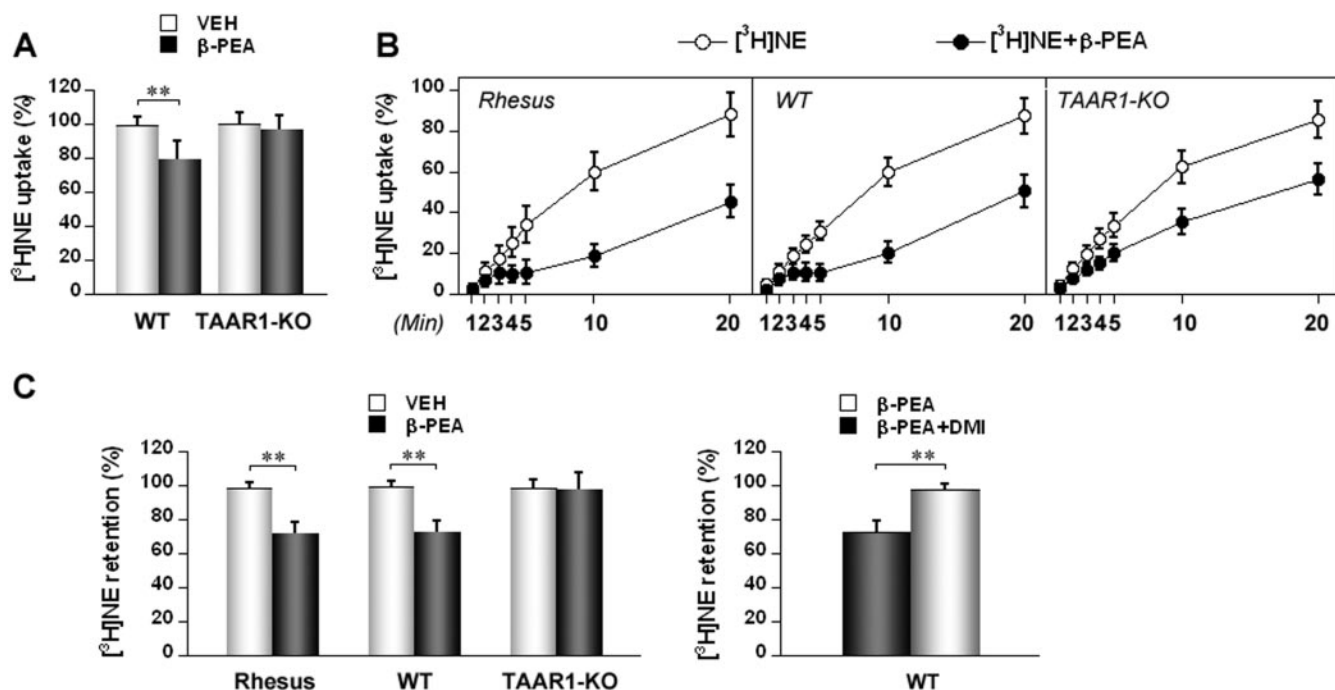 A
VEH
β-PEA
[³H]NE uptake (%)
120
100
80
60
40
20
0
**
WT TAAR1-KO
B
[³H]NE [³H]NE+β-PEA
[³H]NE uptake (%)
100
80
60
40
20
0
Rhesus WT TAAR1-KO
(Min) 12345 10 20 12345 10 20 12345 10 20
C
VEH
β-PEA
[³H]NE retention (%)
120
100
80
60
40
20
0
** **
Rhesus WT TAAR1-KO
β-PEA
β-PEA+DMI
[³H]NE retention (%)
120
100
80
60
40
20
0
**
WT